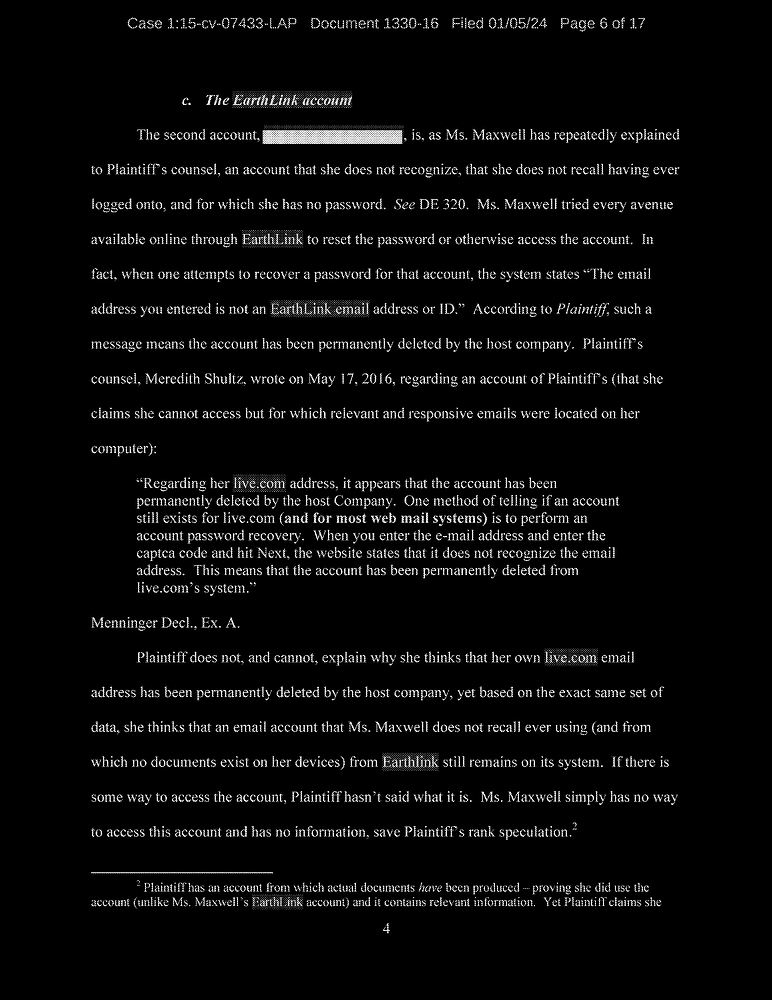 Case 1:15-cv-07433-LAP Document 1330-16 Filed 01/05/24 Page 6 of 17
c. The EarthLink account
The second account, , is, as Ms. Maxwell has repeatedly explained
to Plaintiff's counsel, an account that she does not recognize, that she does not recall having ever
logged onto, and for which she has no password. See DE 320. Ms. Maxwell tried every avenue
available online through EarthLink to reset the password or otherwise access the account. In
fact, when one attempts to recover a password for that account, the system states “The email
address you entered is not an EarthLink email address or ID.” According to Plaintiff, such a
message means the account has been permanently deleted by the host company. Plaintiff's
counsel, Meredith Shultz, wrote on May 17, 2016, regarding an account of Plaintiff's (that she
claims she cannot access but for which relevant and responsive emails were located on her
computer):
“Regarding her live.com address, it appears that the account has been
permanently deleted by the host Company. One method of telling if an account
still exists for live.com (and for most web mail systems) is to perform an
account password recovery. When you enter the e-mail address and enter the
captca code and hit Next, the website states that it does not recognize the email
address. This means that the account has been permanently deleted from
live.com's system.”
Menninger Decl., Ex. A.
Plaintiff does not, and cannot, explain why she thinks that her own live.com email
address has been permanently deleted by the host company, yet based on the exact same set of
data, she thinks that an email account that Ms. Maxwell does not recall ever using (and from
which no documents exist on her devices) from Earthlink still remains on its system. If there is
some way to access the account, Plaintiff hasn't said what it is. Ms. Maxwell simply has no way
to access this account and has no information, save Plaintiff's rank speculation.2
2 Plaintiff has an account from which actual documents have been produced – proving she did use the
account (unlike Ms. Maxwell's EarthLink account) and it contains relevant information. Yet Plaintiff claims she
4